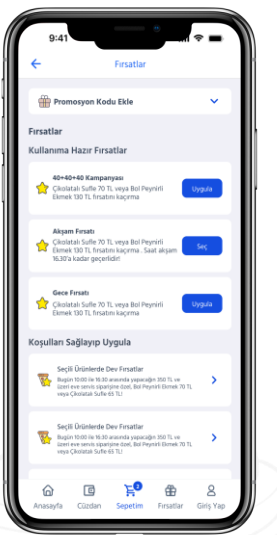 9:41
Fırsatlar
Promosyon Kodu Ekle
Fırsatlar
Kullanıma Hazır Fırsatlar
40+40+40 Kampanyası
Çikolatalı Sufle 70 TL veya Bol Peynirli
Ekmek 130 TL fırsatını kaçırma
Uygula
Akşam Fırsatı
Çikolatalı Sufle 70 TL veya Bol Peynirli
Ekmek 130 TL fırsatını kaçırma . Saat akşam
16.30'a kadar geçerlidir!
Seç
Gece Fırsatı
Çikolatalı Sufle 70 TL veya Bol Peynirli
Ekmek 130 TL fırsatını kaçırma
Uygula
Koşulları Sağlayıp Uygula
Seçili Ürünlerde Dev Fırsatlar
Bugün 10:00 ile 16:30 arasında yapacağın 350 TL ve
üzeri eve servis siparişine özel, Bol Peynirli Ekmek 70 TL
veya Çikolatalı Sufle 65 TL!
Seçili Ürünlerde Dev Fırsatlar
Bugün 10:00 ile 16:30 arasında yapacağın 350 TL ve
üzeri eve servis siparişine özel, Bol Peynirli Ekmek 70 TL
veya Çikolatalı Sufle 65 TL!
Anasayfa
Cüzdan
Sepetim
Fırsatlar
Giriş Yap